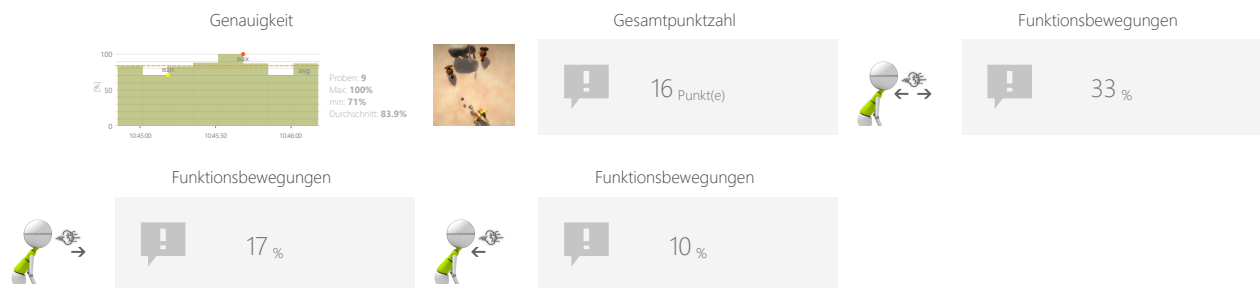 Genauigkeit
100
50
0
[%]
min
max
avg
10:45:00
10:45:30
10:46:00
Proben: 9
Max: 100%
min: 71%
Durchschnitt: 83.9%
Gesamtpunktzahl
16 Punkt(e)
Funktionsbewegungen
33 %
Funktionsbewegungen
17 %
Funktionsbewegungen
10 %